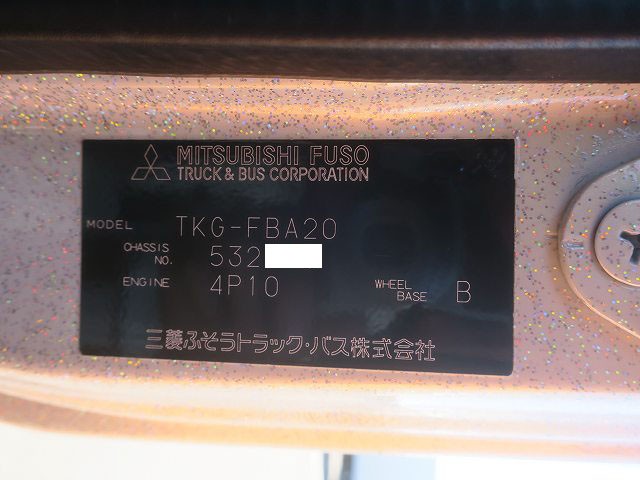 MITSUBISHI FUSO
TRUCK & BUS CORPORATION
MODEL TKG-FBA20
CHASSIS NO. 532
ENGINE 4P10
WHEEL BASE B
三菱ふそうトラック・バス株式会社